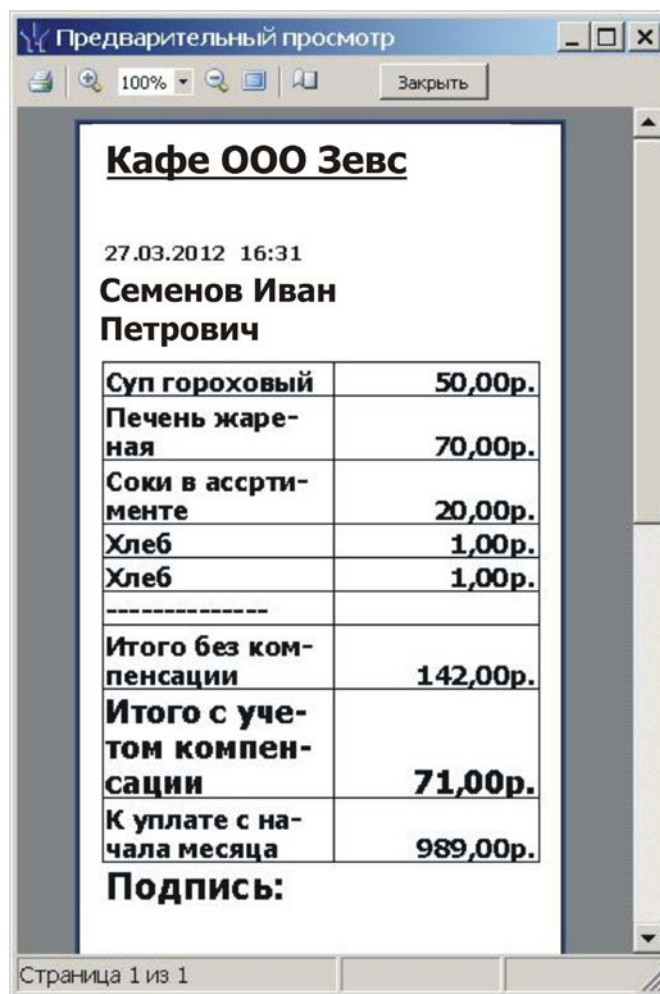 Предварительный просмотр
100%
Закрыть
Кафе ООО Зевс
27.03.2012 16:31
Семенов Иван
Петрович
Суп гороховый 50,00р.
Печень жаре-
ная 70,00р.
Соки в ассрти-
менте 20,00р.
Хлеб 1,00р.
Хлеб 1,00р.
--------------
Итого без ком-
пенсации 142,00р.
Итого с уче-
том компен-
сации 71,00р.
К уплате с на-
чала месяца 989,00р.
Подпись:
Страница 1 из 1